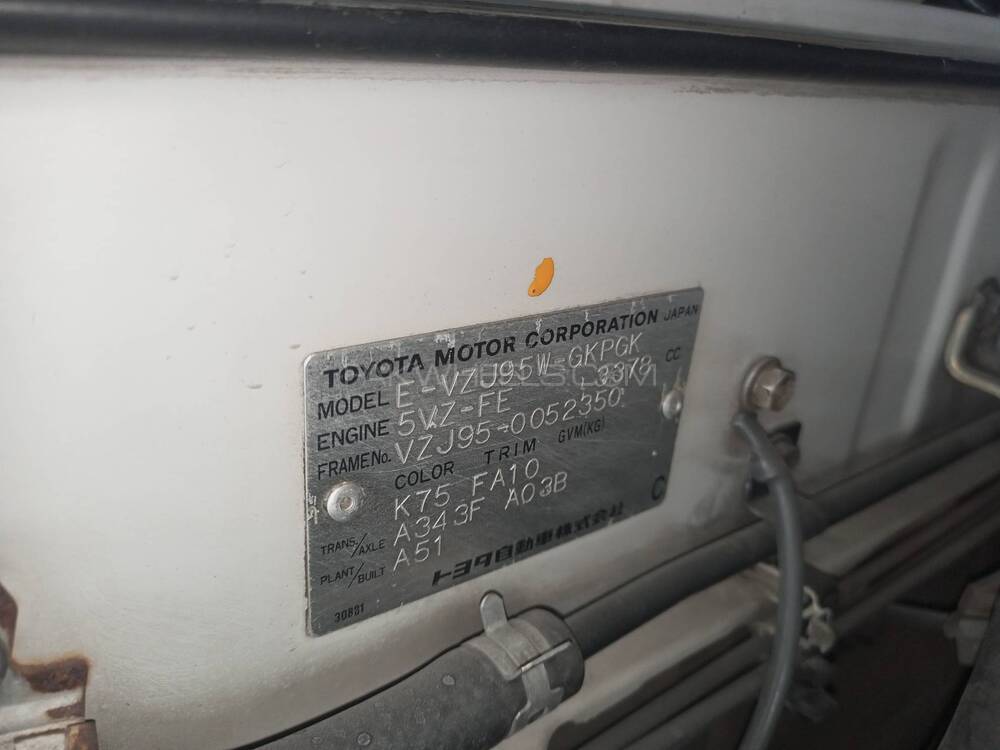 TOYOTA MOTOR CORPORATION JAPAN
MODEL E-VZJ95W-GKPGK
ENGINE 5VZ-FE 3378 CC
FRAME No. VZJ95-0052350
COLOR TRIM GVM(KG)
K75 FA10
TRANS./AXLE A343F A03B
PLANT/BUILT A51
トヨタ自動車株式会社 C
30881